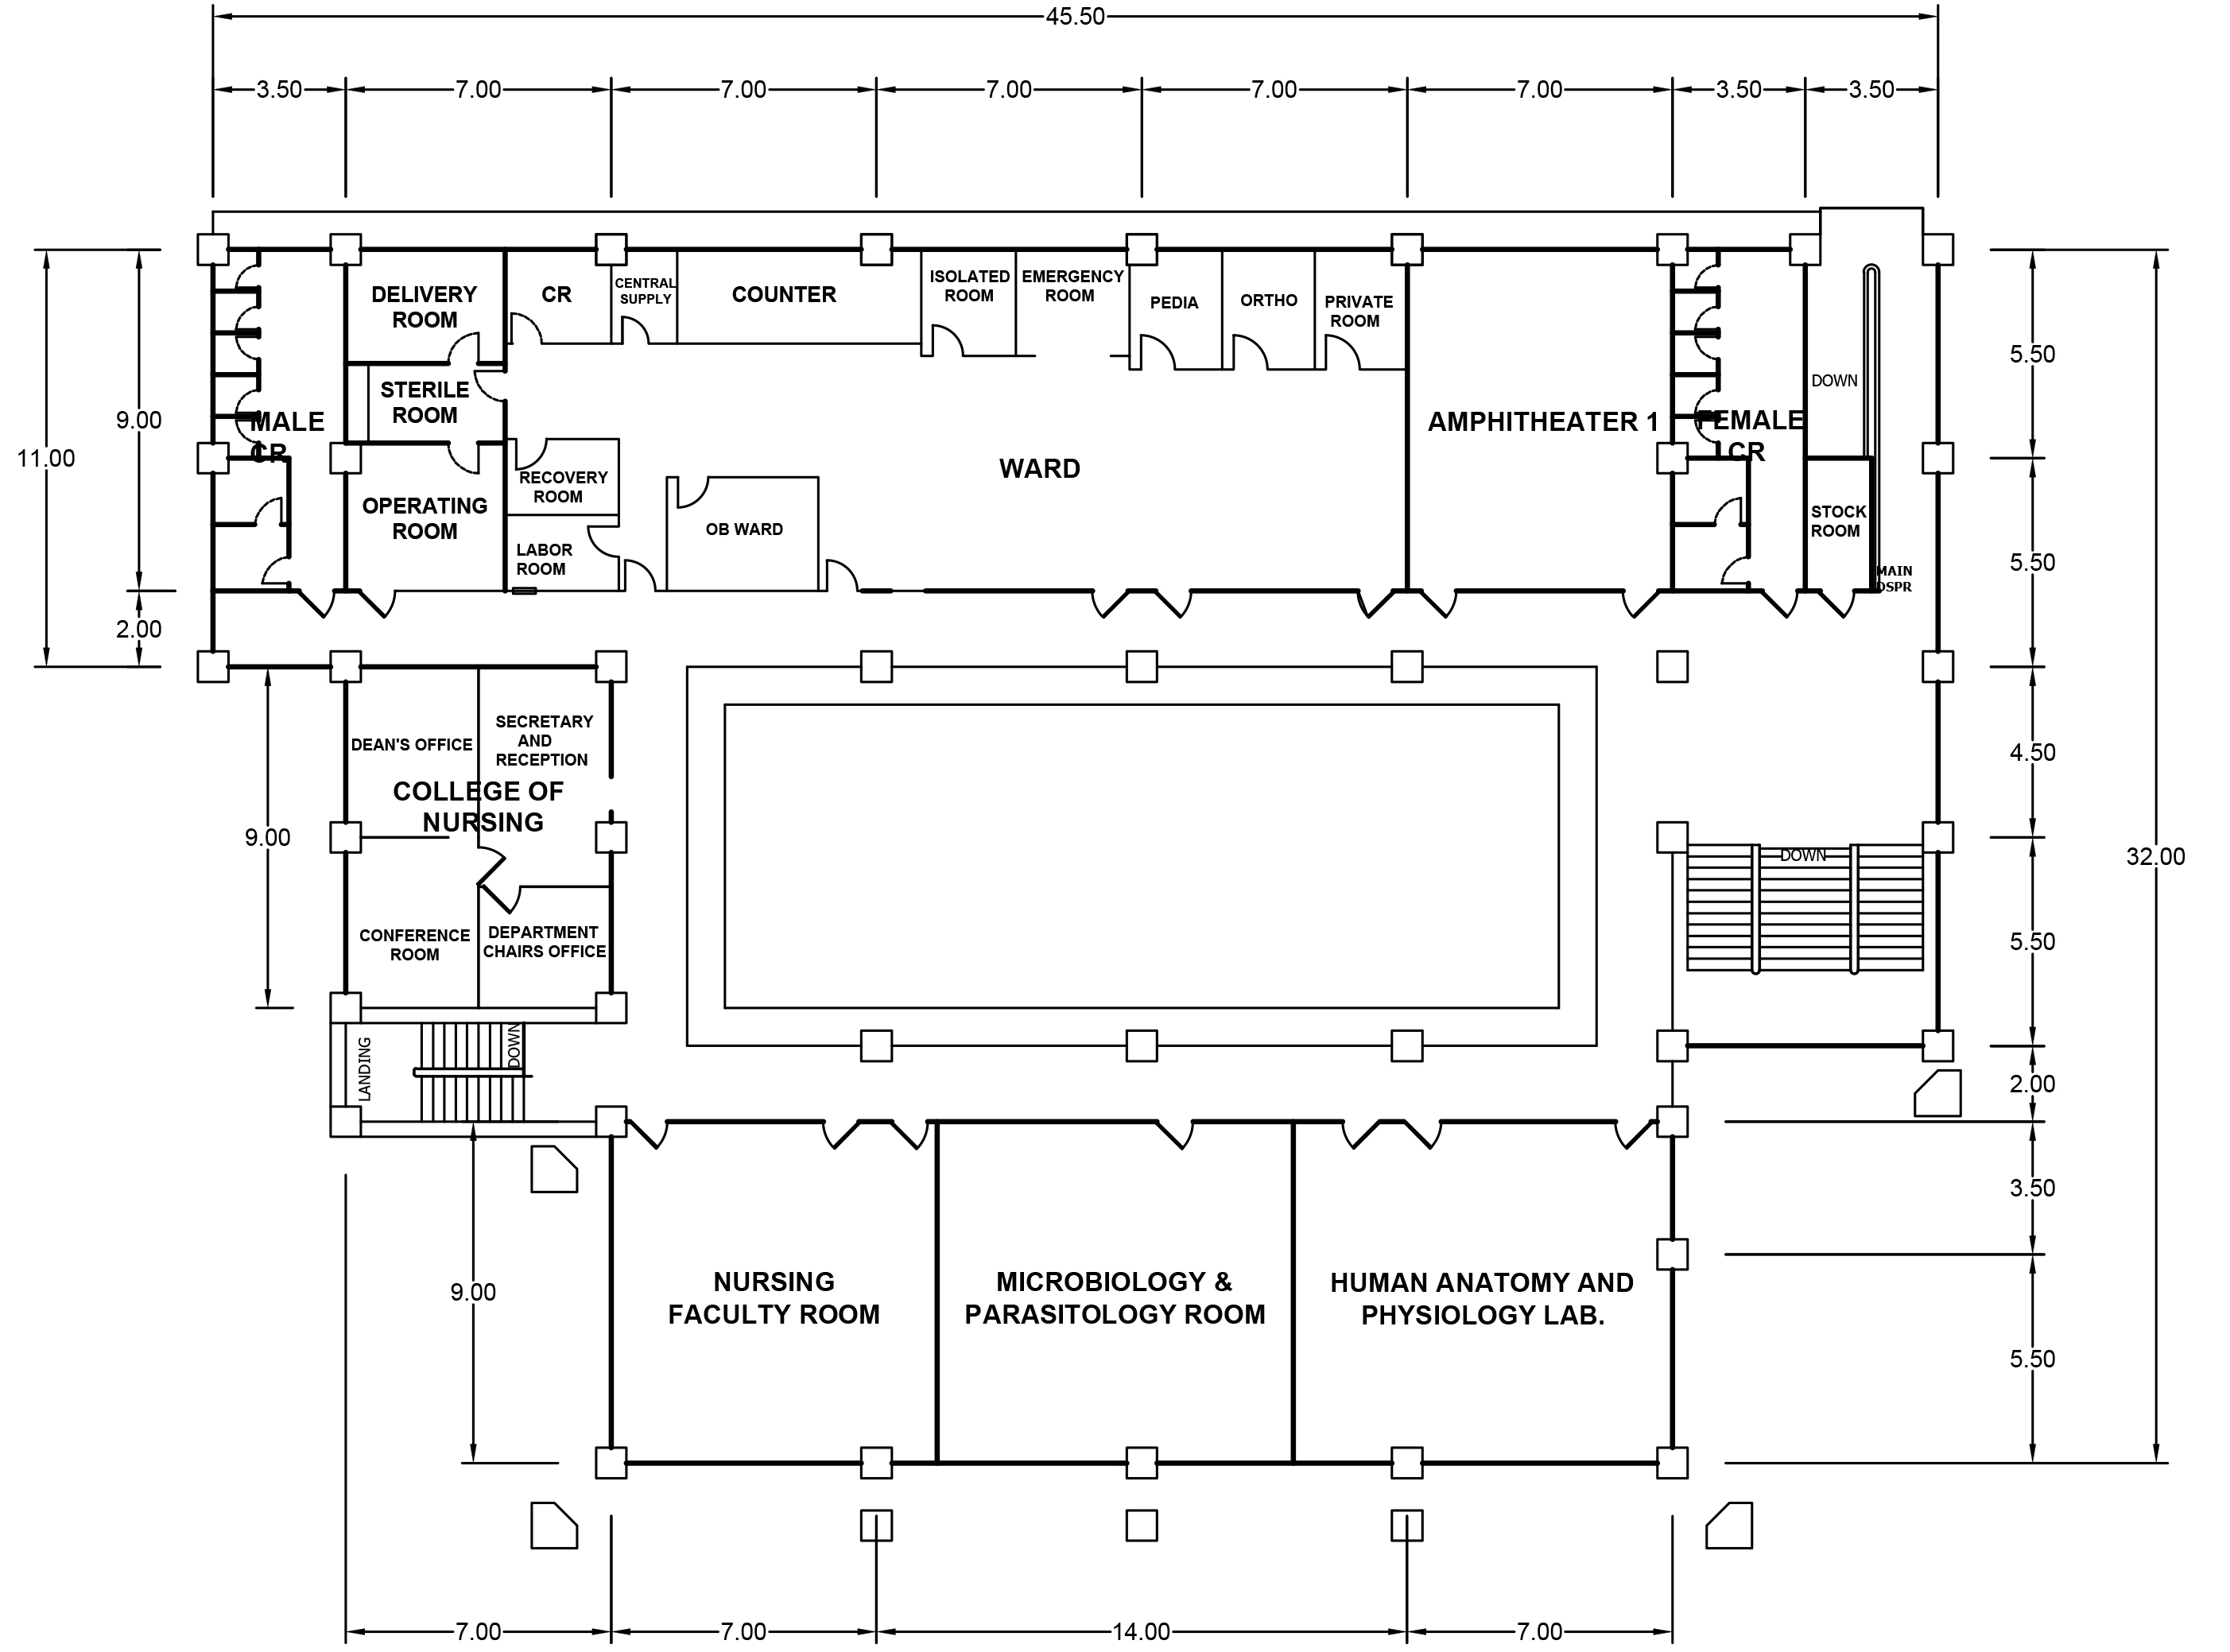 45.50
3.50 7.00 7.00 7.00 7.00 7.00 3.50 3.50
DELIVERY
ROOM
CR
CENTRAL
SUPPLY
COUNTER
ISOLATED
ROOM
EMERGENCY
ROOM
PEDIA
ORTHO
PRIVATE
ROOM
5.50
DOWN
STERILE
ROOM
9.00
MALE
CR
AMPHITHEATER 1
FEMALE
CR
11.00
WARD
RECOVERY
ROOM
OPERATING
ROOM
OB WARD
STOCK
ROOM
LABOR
ROOM
5.50
MAIN
DSPR
2.00
SECRETARY
AND
RECEPTION
DEAN'S OFFICE
4.50
COLLEGE OF
NURSING
9.00
DOWN
32.00
CONFERENCE
ROOM
DEPARTMENT
CHAIRS OFFICE
5.50
LANDING
DOWN
2.00
3.50
9.00
NURSING
FACULTY ROOM
MICROBIOLOGY &
PARASITOLOGY ROOM
HUMAN ANATOMY AND
PHYSIOLOGY LAB.
5.50
7.00 7.00 14.00 7.00